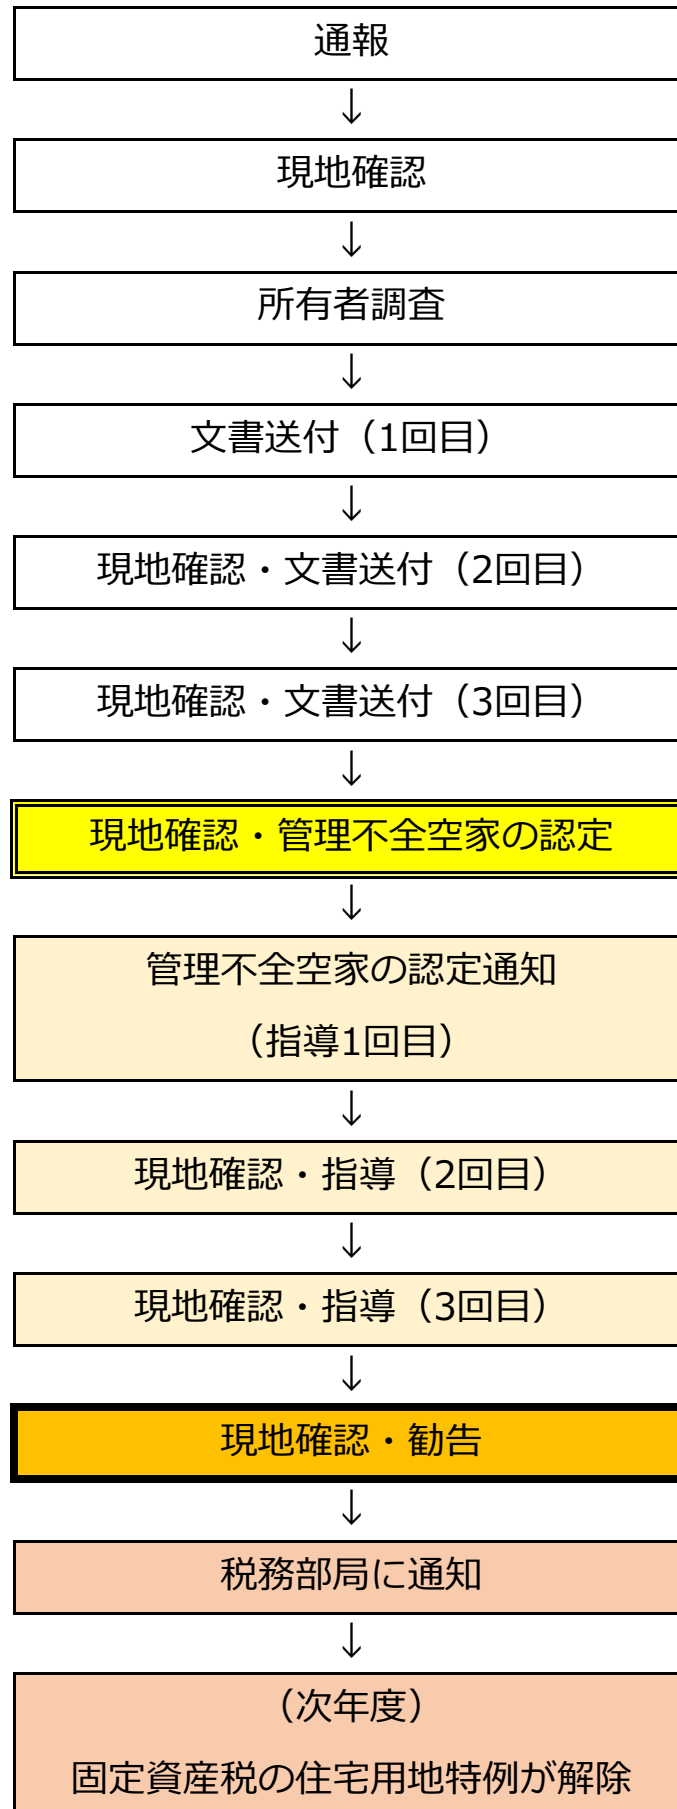 通報
↓
現地確認
↓
所有者調査
↓
文書送付（1回目）
↓
現地確認・文書送付（2回目）
↓
現地確認・文書送付（3回目）
↓
現地確認・管理不全空家の認定
↓
管理不全空家の認定通知
（指導1回目）
↓
現地確認・指導（2回目）
↓
現地確認・指導（3回目）
↓
現地確認・勧告
↓
税務部局に通知
↓
（次年度）
固定資産税の住宅用地特例が解除